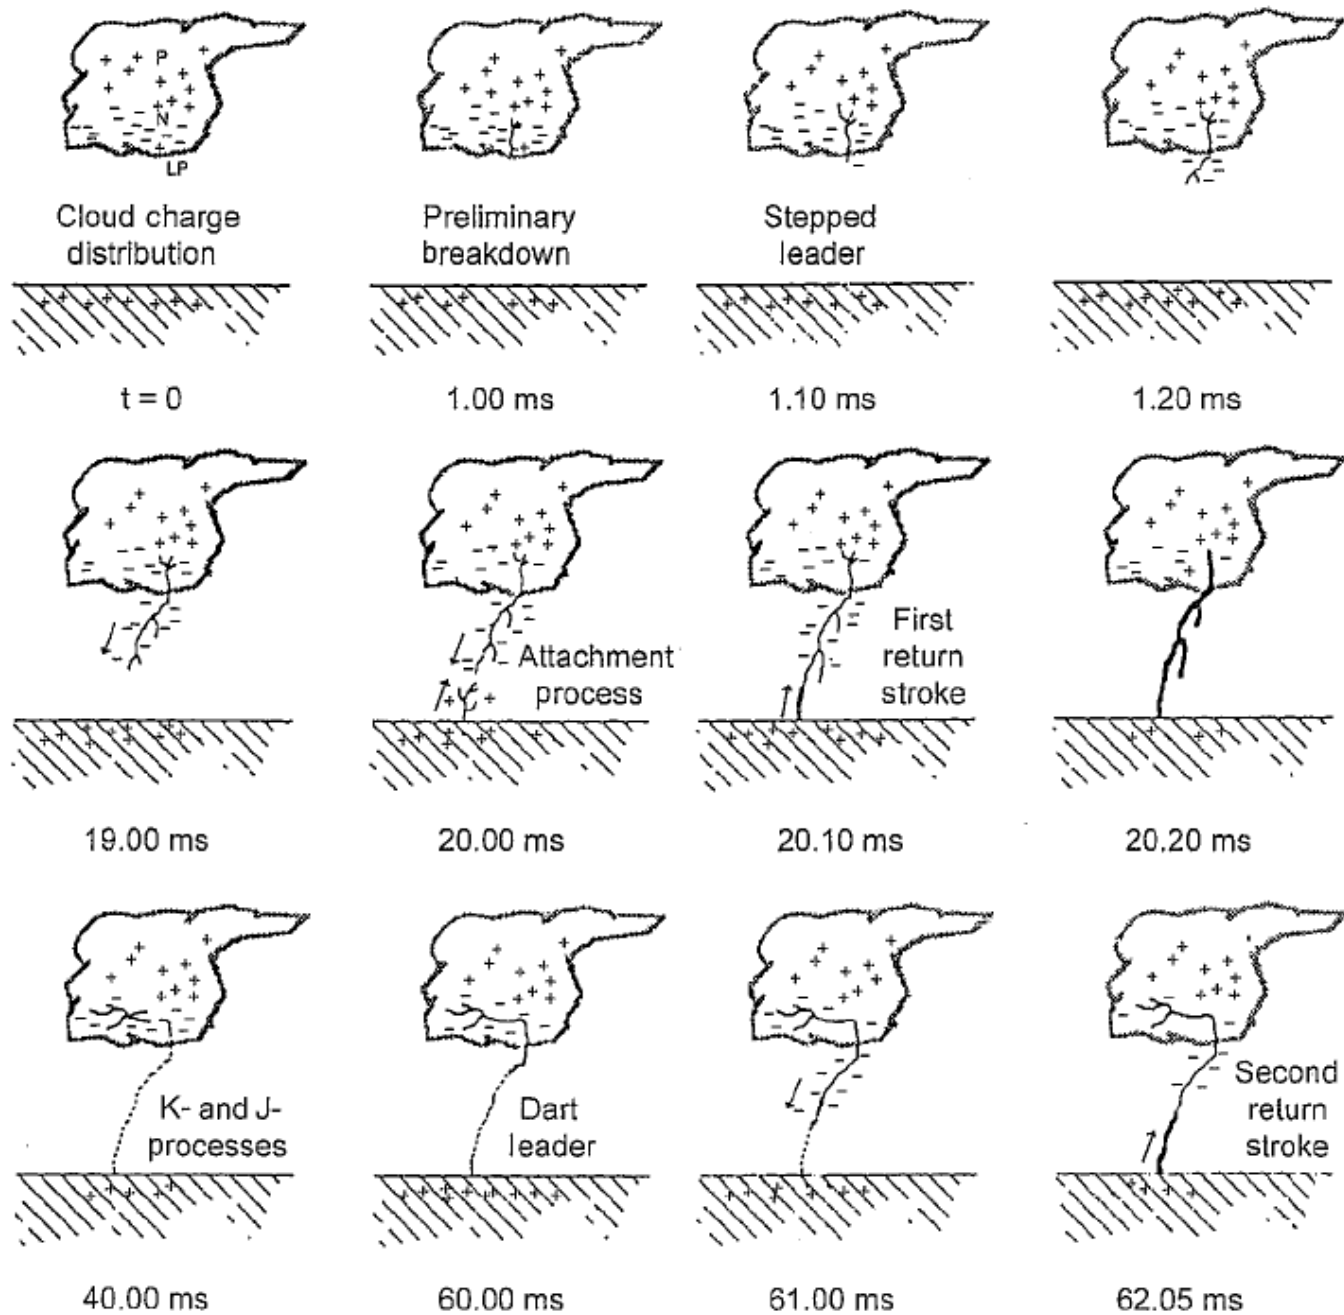 P
N
LP
Cloud charge
distribution
Preliminary
breakdown
Stepped
leader
t = 0
1.00 ms
1.10 ms
1.20 ms
Attachment
process
First
return
stroke
19.00 ms
20.00 ms
20.10 ms
20.20 ms
K- and J-
processes
Dart
leader
Second
return
stroke
40.00 ms
60.00 ms
61.00 ms
62.05 ms